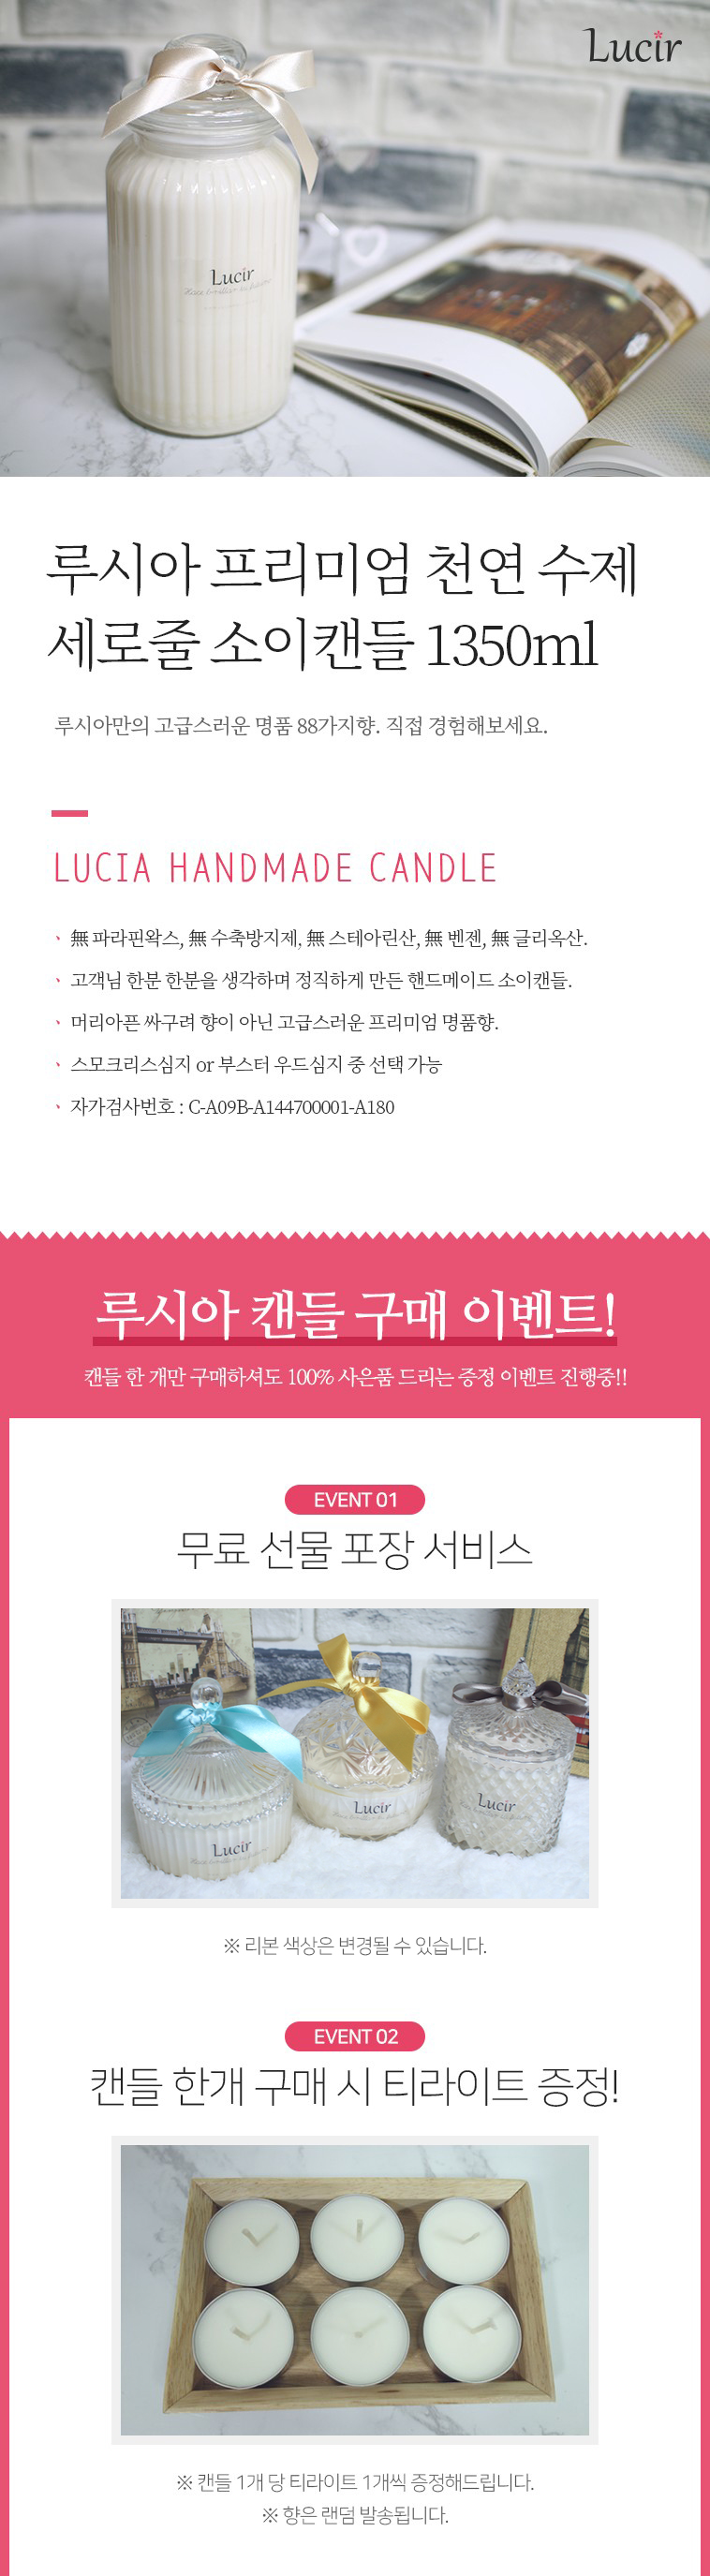 Lucir
Lucir
루시아 프리미엄 천연 수제
세로줄 소이캔들 1350ml
루시아만의 고급스러운 명품 88가지향. 직접 경험해보세요.
LUCIA HANDMADE CANDLE
無 파라핀왁스, 無 수축방지제, 無 스테아린산, 無 벤젠, 無 글리옥산.
고객님 한분 한분을 생각하며 정직하게 만든 핸드메이드 소이캔들.
머리아픈 싸구려 향이 아닌 고급스러운 프리미엄 명품향.
스모크리스심지 or 부스터 우드심지 중 선택 가능
자가검사번호 : C-A09B-A144700001-A180
루시아 캔들 구매 이벤트!
캔들 한 개만 구매하셔도 100% 사은품 드리는 증정 이벤트 진행중!!
EVENT 01
무료 선물 포장 서비스
Lucir
Lucir
Lucir
※ 리본 색상은 변경될 수 있습니다.
EVENT 02
캔들 한개 구매 시 티라이트 증정!
※ 캔들 1개 당 티라이트 1개씩 증정해드립니다.
※ 향은 랜덤 발송됩니다.